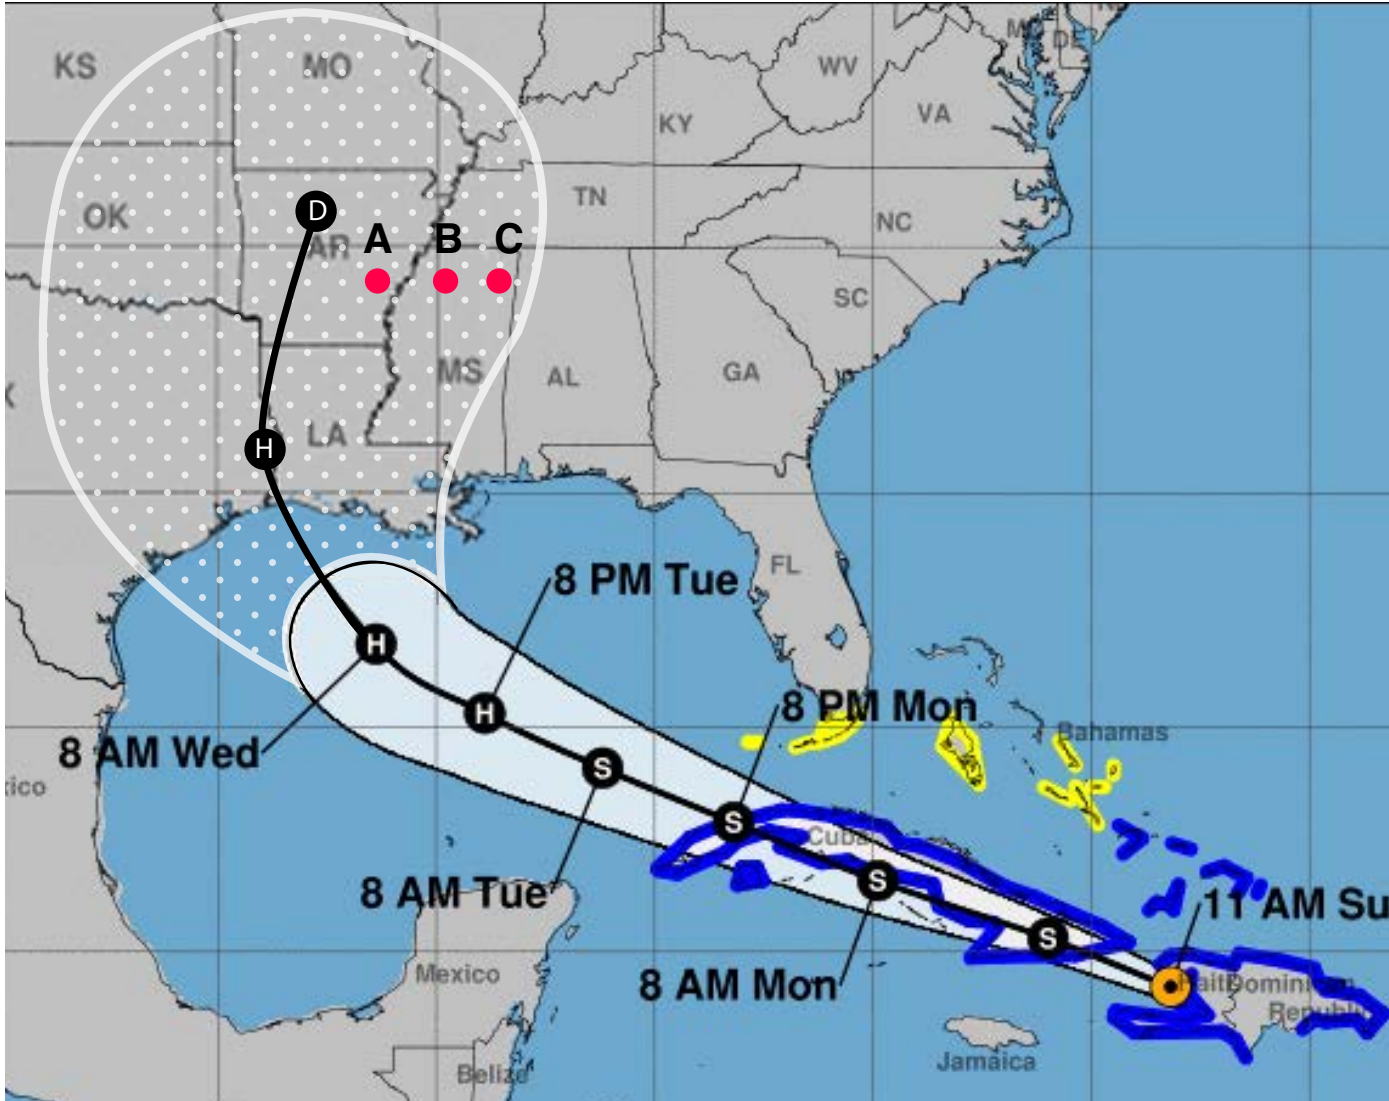 KS
MO
WV
M
DE
N
KY
VA
OK
TN
NC
D
AR
A
B
C
SC
MS
AL
GA
H
LA
8 PM Tue
FL
H
8 PM Mon
H
8 AM Wed
Bahamas
S
ico
S
Cuba
8 AM Tue
S
11 AM Su
S
Mexico
8 AM Mon
Haiti
Dominican
Republic
Jamaica
Belize